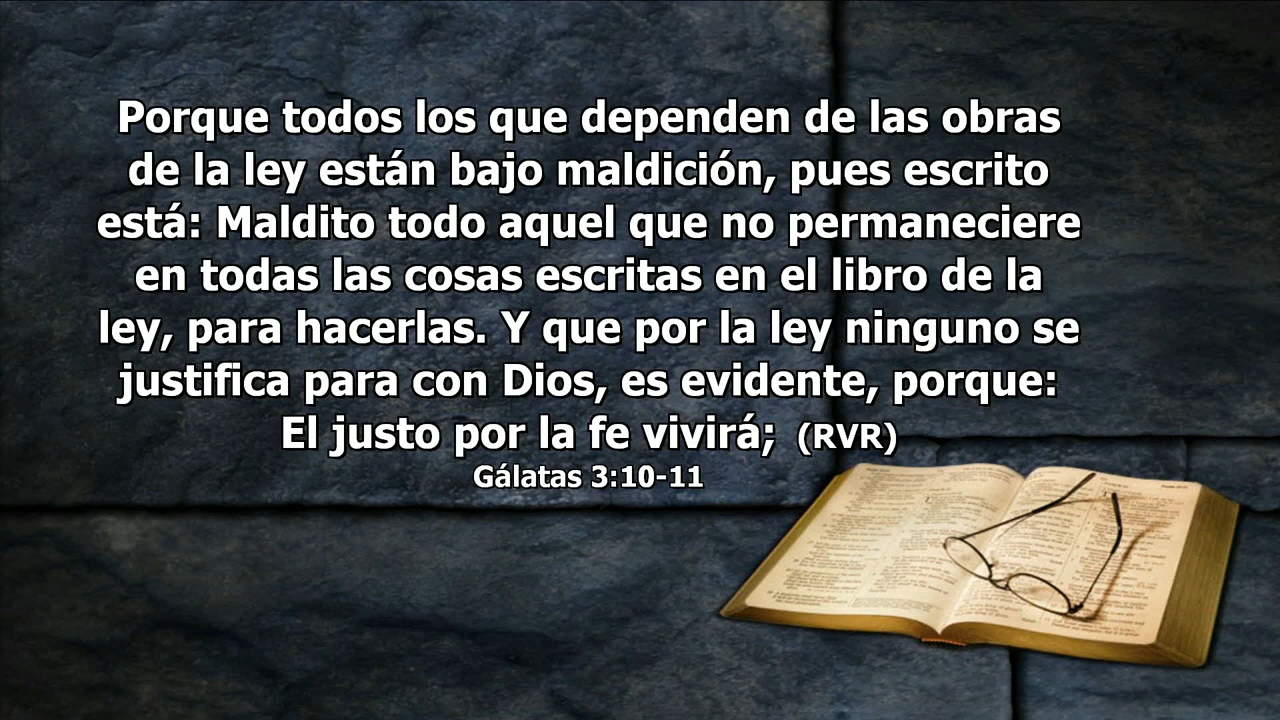 Porque todos los que dependen de las obras
de la ley están bajo maldición, pues escrito
está: Maldito todo aquel que no permaneciere
en todas las cosas escritas en el libro de la
ley, para hacerlas. Y que por la ley ninguno se
justifica para con Dios, es evidente, porque:
El justo por la fe vivirá; (RVR)
Gálatas 3:10-11